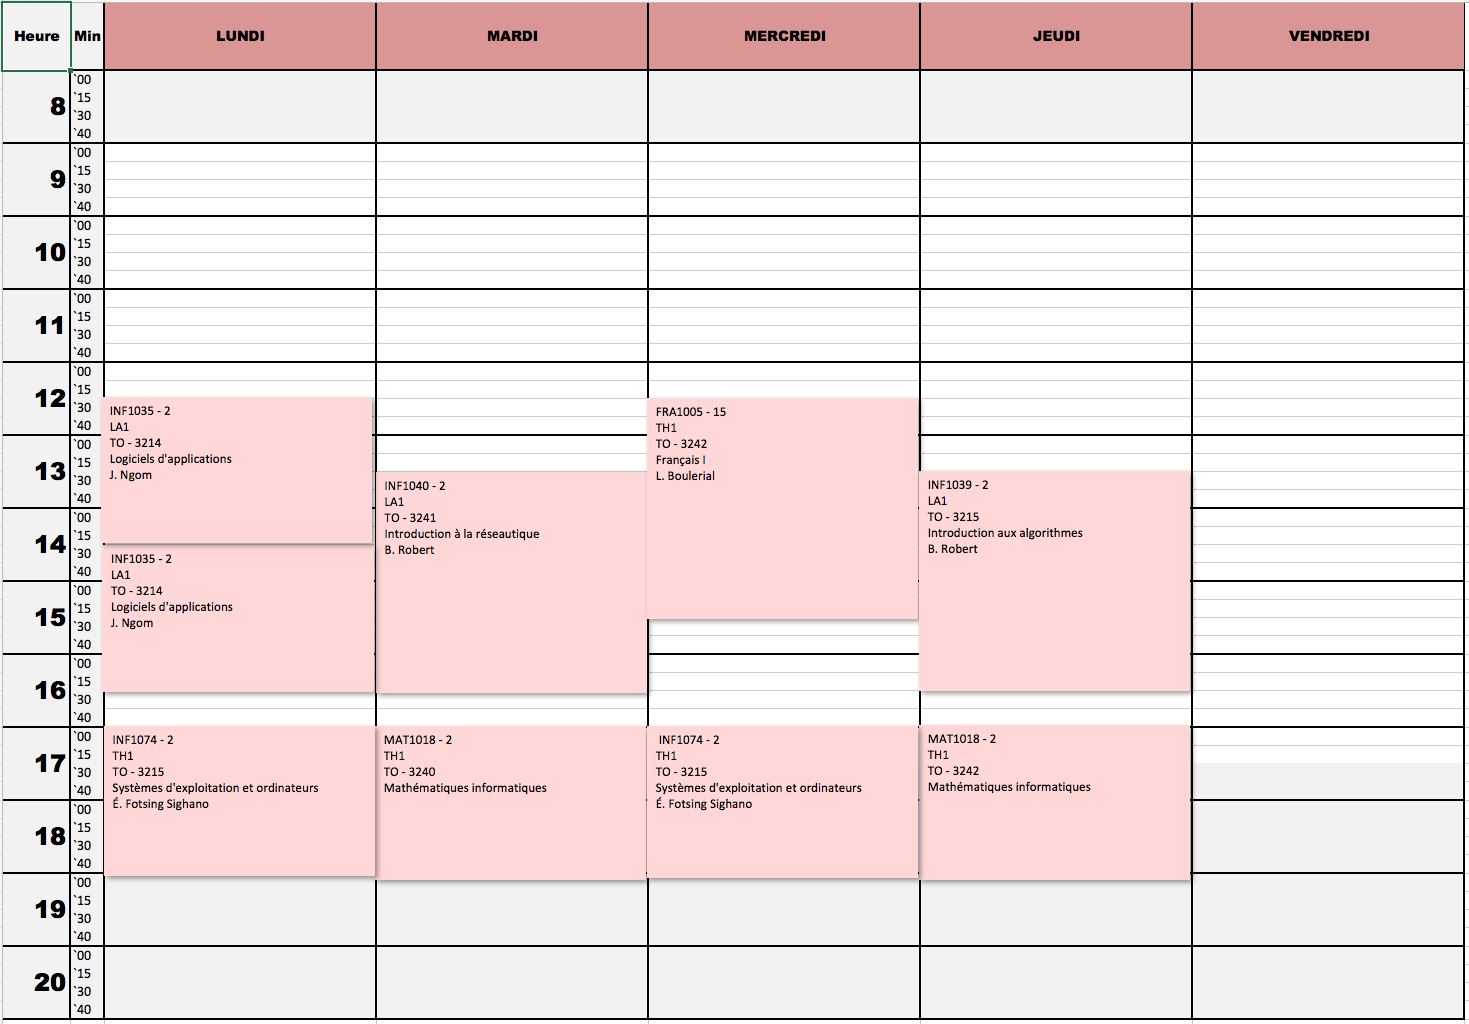 Heure Min LUNDI MARDI MERCREDI JEUDI VENDREDI
8
`00
`15
`30
`40
9
`00
`15
`30
`40
10
`00
`15
`30
`40
11
`00
`15
`30
`40
12
`00
`15
`30
`40
13
`00
`15
`30
`40
14
`00
`15
`30
`40
15
`00
`15
`30
`40
16
`00
`15
`30
`40
17
`00
`15
`30
`40
18
`00
`15
`30
`40
19
`00
`15
`30
`40
20
`00
`15
`30
`40
INF1035 - 2
LA1
TO - 3214
Logiciels d'applications
J. Ngom
INF1035 - 2
LA1
TO - 3214
Logiciels d'applications
J. Ngom
INF1074 - 2
TH1
TO - 3215
Systèmes d'exploitation et ordinateurs
É. Fotsing Sighano
INF1040 - 2
LA1
TO - 3241
Introduction à la réseautique
B. Robert
MAT1018 - 2
TH1
TO - 3240
Mathématiques informatiques
FRA1005 - 15
TH1
TO - 3242
Français I
L. Boulerial
INF1074 - 2
TH1
TO - 3215
Systèmes d'exploitation et ordinateurs
É. Fotsing Sighano
INF1039 - 2
LA1
TO - 3215
Introduction aux algorithmes
B. Robert
MAT1018 - 2
TH1
TO - 3242
Mathématiques informatiques